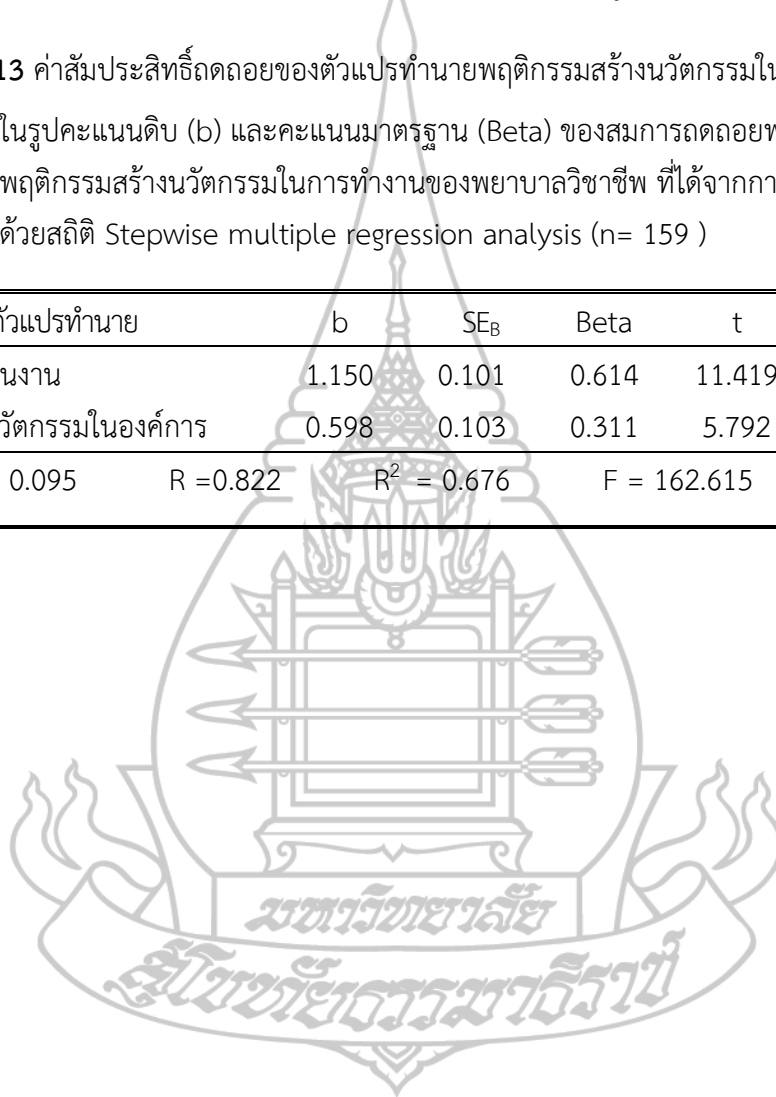 13 ค่าสัมประสิทธิ์ถดถอยของตัวแปรทำนายพฤติกรรมสร้างนวัตกรรมใน
ในรูปคะแนนดิบ (b) และคะแนนมาตรฐาน (Beta) ของสมการถดถอยพ
พฤติกรรมสร้างนวัตกรรมในการทำงานของพยาบาลวิชาชีพ ที่ได้จากกา
ด้วยสถิติ Stepwise multiple regression analysis (n= 159 )
ตัวแปรทำนาย b SE_B Beta t
นงาน 1.150 0.101 0.614 11.419
วัตกรรมในองค์การ 0.598 0.103 0.311 5.792
0.095 R =0.822 R² = 0.676 F = 162.615
มหาวิทยาลัย
สุโขทัยธรรมาธิราช